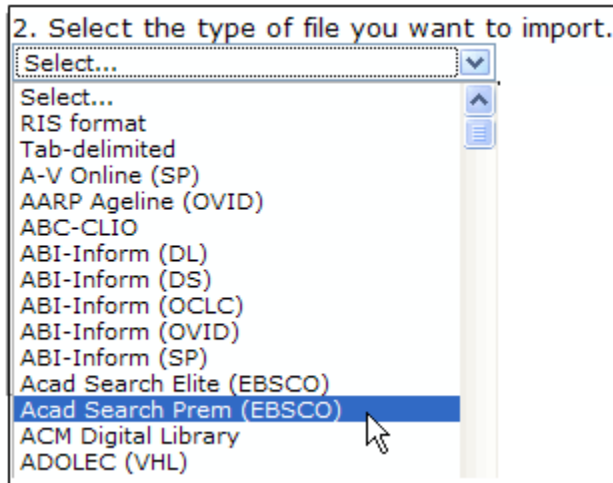 2. Select the type of file you want to import.
Select...
Select...
RIS format
Tab-delimited
A-V Online (SP)
AARP Ageline (OVID)
ABC-CLIO
ABI-Inform (DL)
ABI-Inform (DS)
ABI-Inform (OCLC)
ABI-Inform (OVID)
ABI-Inform (SP)
Acad Search Elite (EBSCO)
Acad Search Prem (EBSCO)
ACM Digital Library
ADOLEC (VHL)